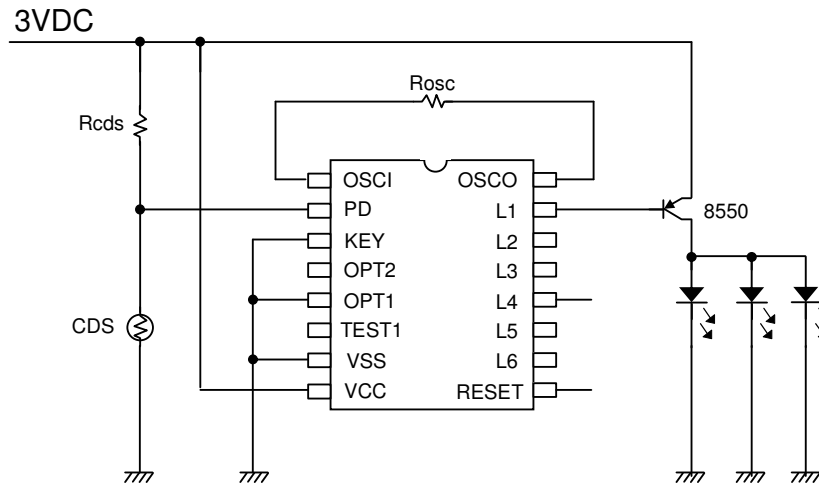 3VDC
Rosc
Rcds
OSCI OSCO
PD L1
8550
KEY L2
OPT2 L3
OPT1 L4
CDS
TEST1 L5
VSS L6
VCC RESET